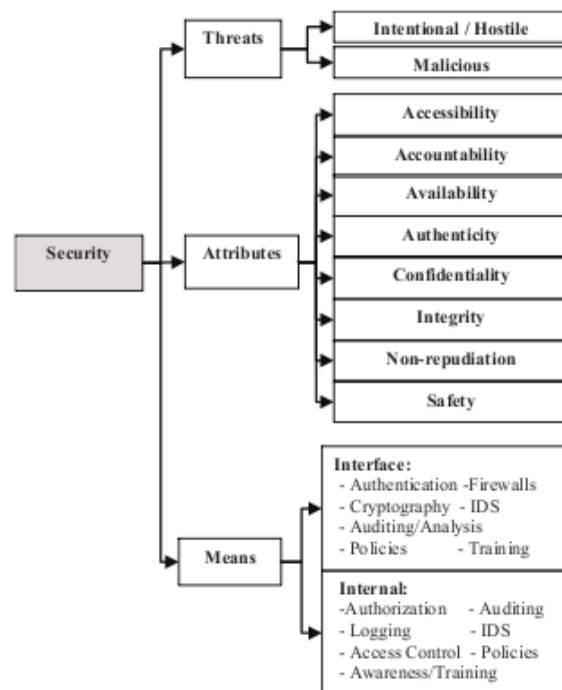 Threats
Intentional / Hostile
Malicious
Security
Attributes
Accessibility
Accountability
Availability
Authenticity
Confidentiality
Integrity
Non-repudiation
Safety
Means
Interface:
- Authentication -Firewalls
- Cryptography - IDS
- Auditing/Analysis
- Policies - Training
Internal:
-Authorization - Auditing
- Logging - IDS
- Access Control - Policies
- Awareness/Training